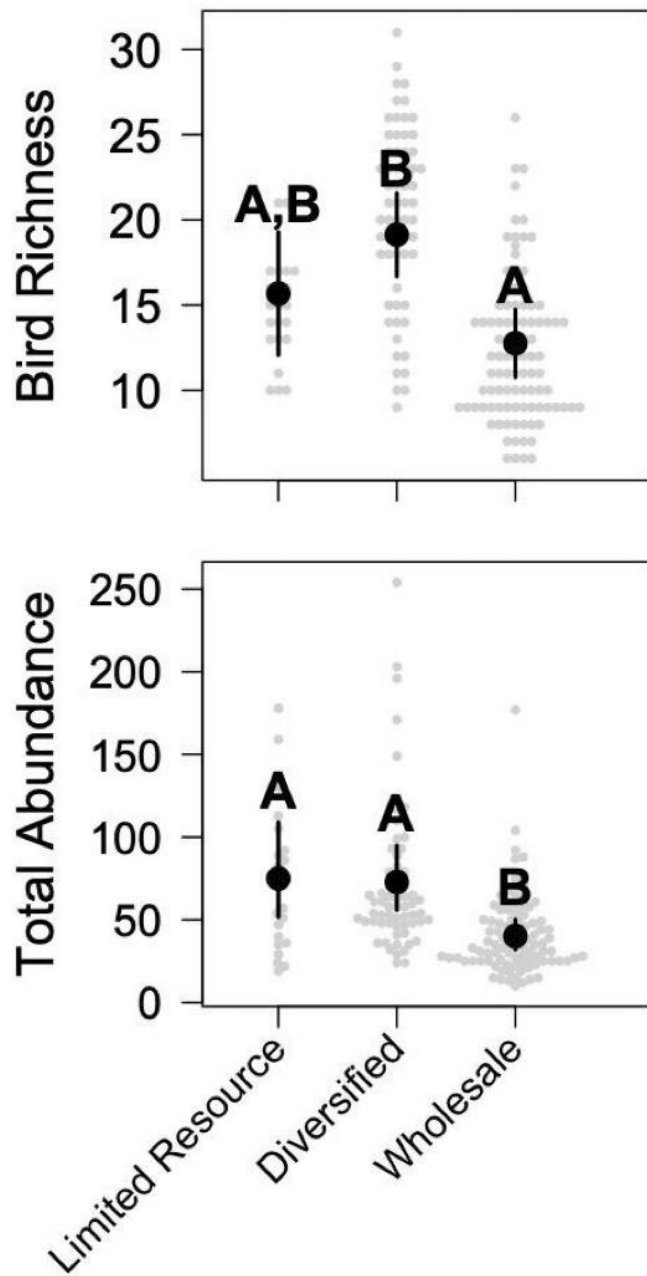 Bird Richness
30
25
20
15
10
A,B
B
A
Total Abundance
250
200
150
100
50
0
A
A
B
Limited Resource
Diversified
Wholesale